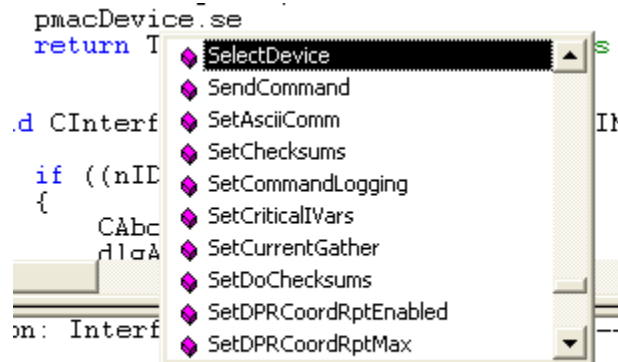 pmacDevice.se
return T
SelectDevice
s
SendCommand
d CInterf
SetAsciiComm
SetChecksums
if ((nID
SetCommandLogging
{
SetCriticalIVars
CAbc
SetCurrentGather
dlgA
SetDoChecksums
SetDPRCoordRptEnabled
on: Interf
SetDPRCoordRptMax